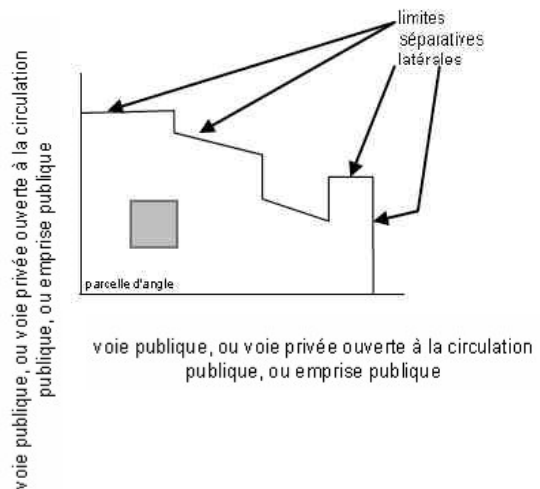 limites
séparatives
latérales
voie publique, ou voie privée ouverte à la circulation
publique, ou emprise publique
parcelle d'angle
voie publique, ou voie privée ouverte à la circulation
publique, ou emprise publique